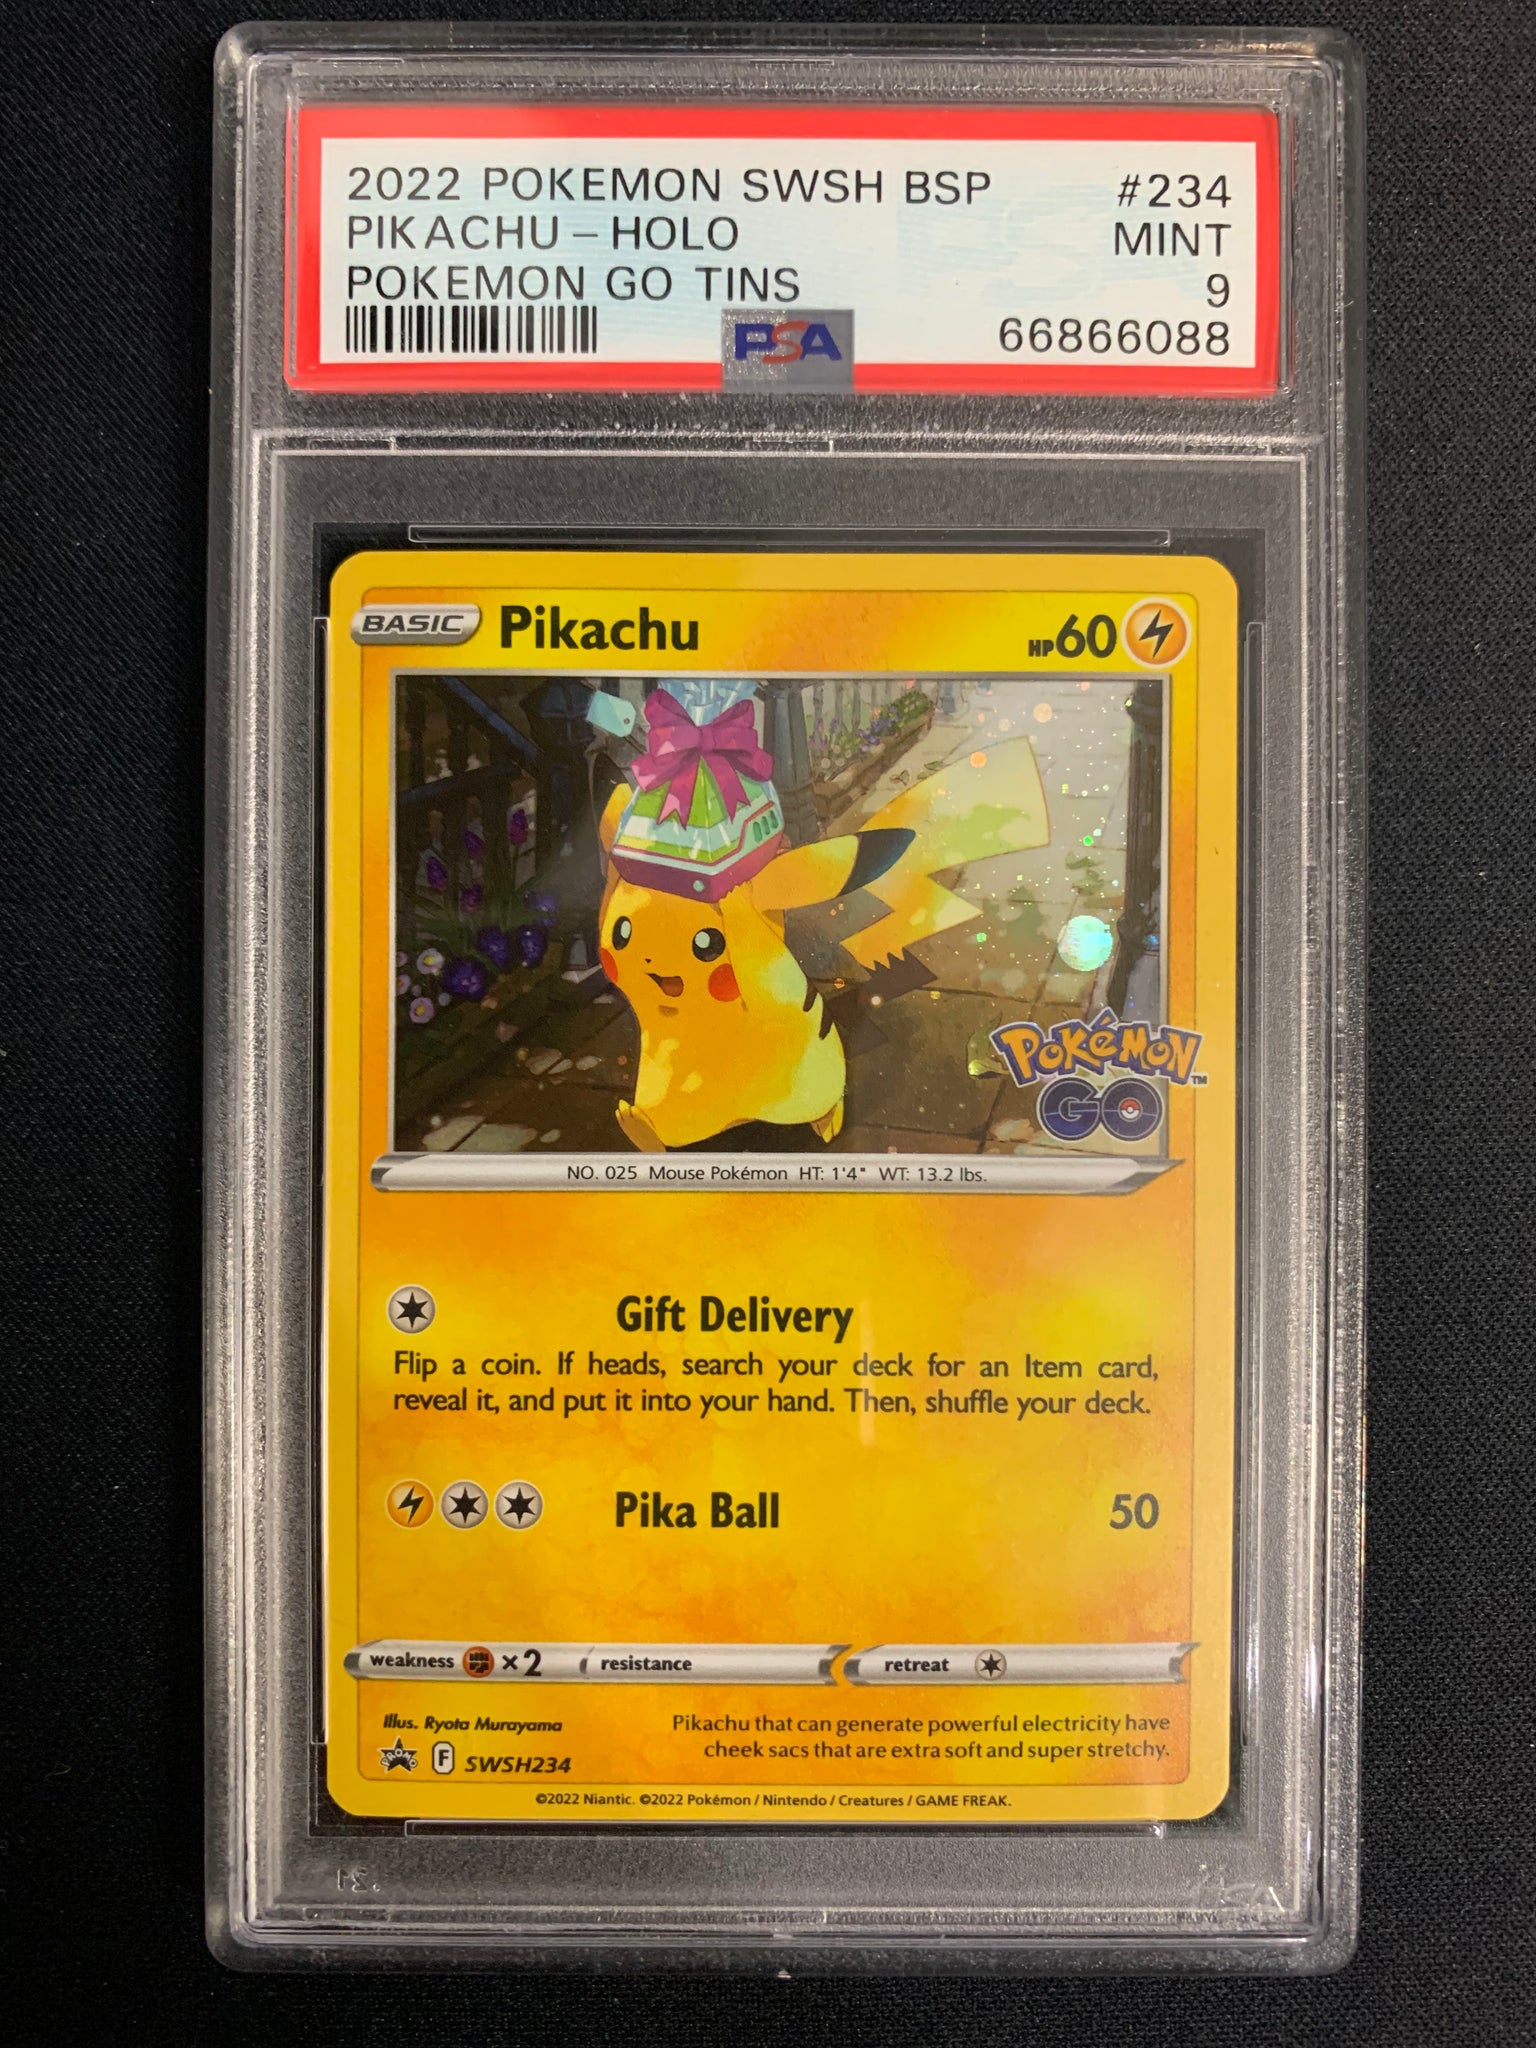 2022 POKEMON SWSH BSP #234
PIKACHU - HOLO MINT
POKEMON GO TINS 9
PSA 66866088
BASIC Pikachu HP60
POKéMON
GO
NO. 025 Mouse Pokémon HT: 1'4" WT: 13.2 lbs.
Gift Delivery
Flip a coin. If heads, search your deck for an Item card,
reveal it, and put it into your hand. Then, shuffle your deck.
Pika Ball 50
weakness ×2 resistance retreat
Illus. Ryota Murayama
Pikachu that can generate powerful electricity have
cheek sacs that are extra soft and super stretchy.
PROMO F SWSH234
©2022 Niantic. ©2022 Pokémon / Nintendo / Creatures / GAME FREAK.